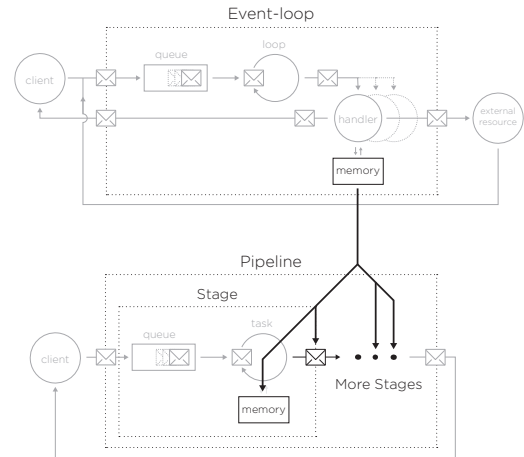 Event-loop
queue
loop
client
handler
external
resource
memory
Pipeline
Stage
queue
task
client
More Stages
memory